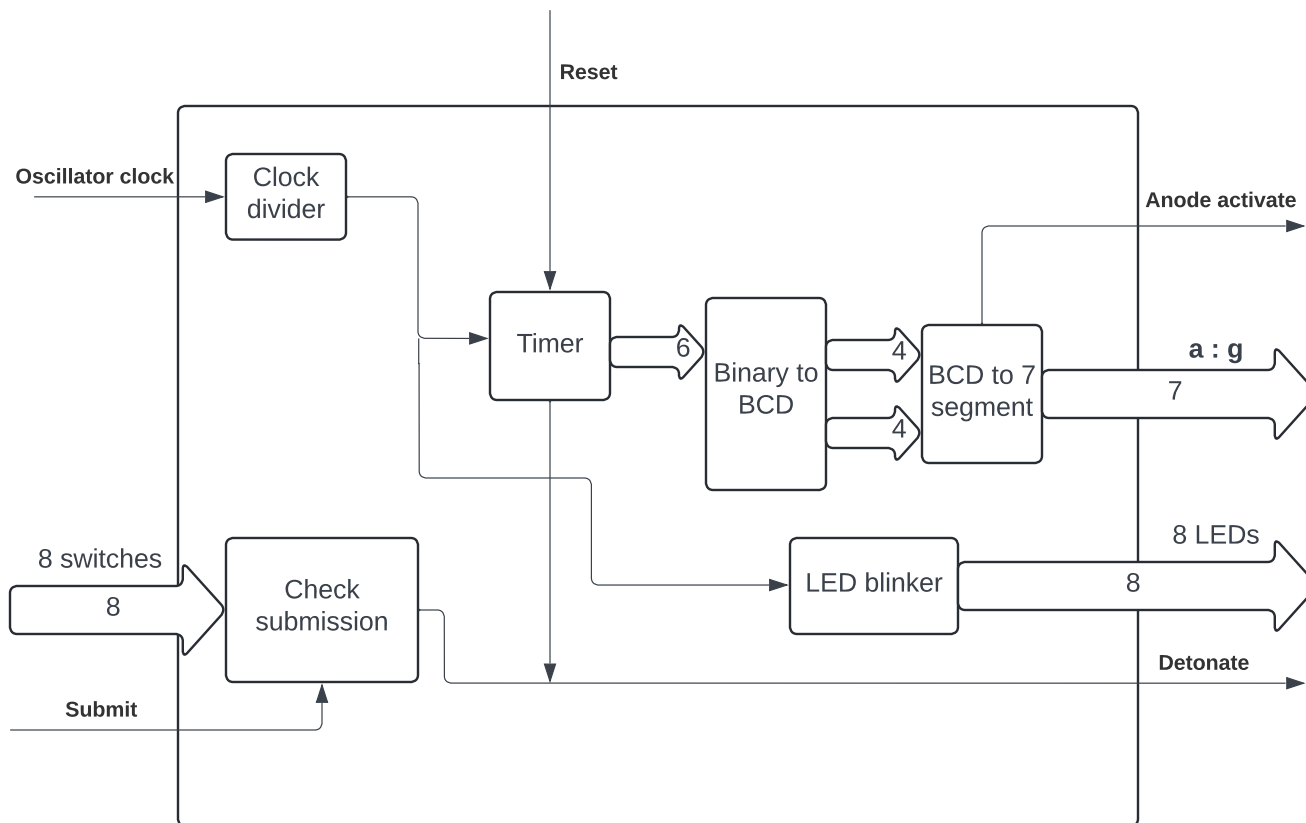 Reset
Oscillator clock
Clock
divider
Anode activate
Timer
6
Binary to
BCD
4
4
BCD to 7
segment
a : g
7
8 switches
8
Check
submission
LED blinker
8 LEDs
8
Detonate
Submit